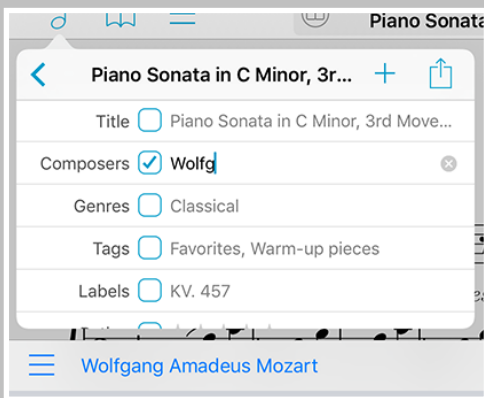 Piano Sonata
Piano Sonata in C Minor, 3r...
Title Piano Sonata in C Minor, 3rd Move...
Composers Wolfg
Genres Classical
Tags Favorites, Warm-up pieces
Labels KV. 457
Wolfgang Amadeus Mozart